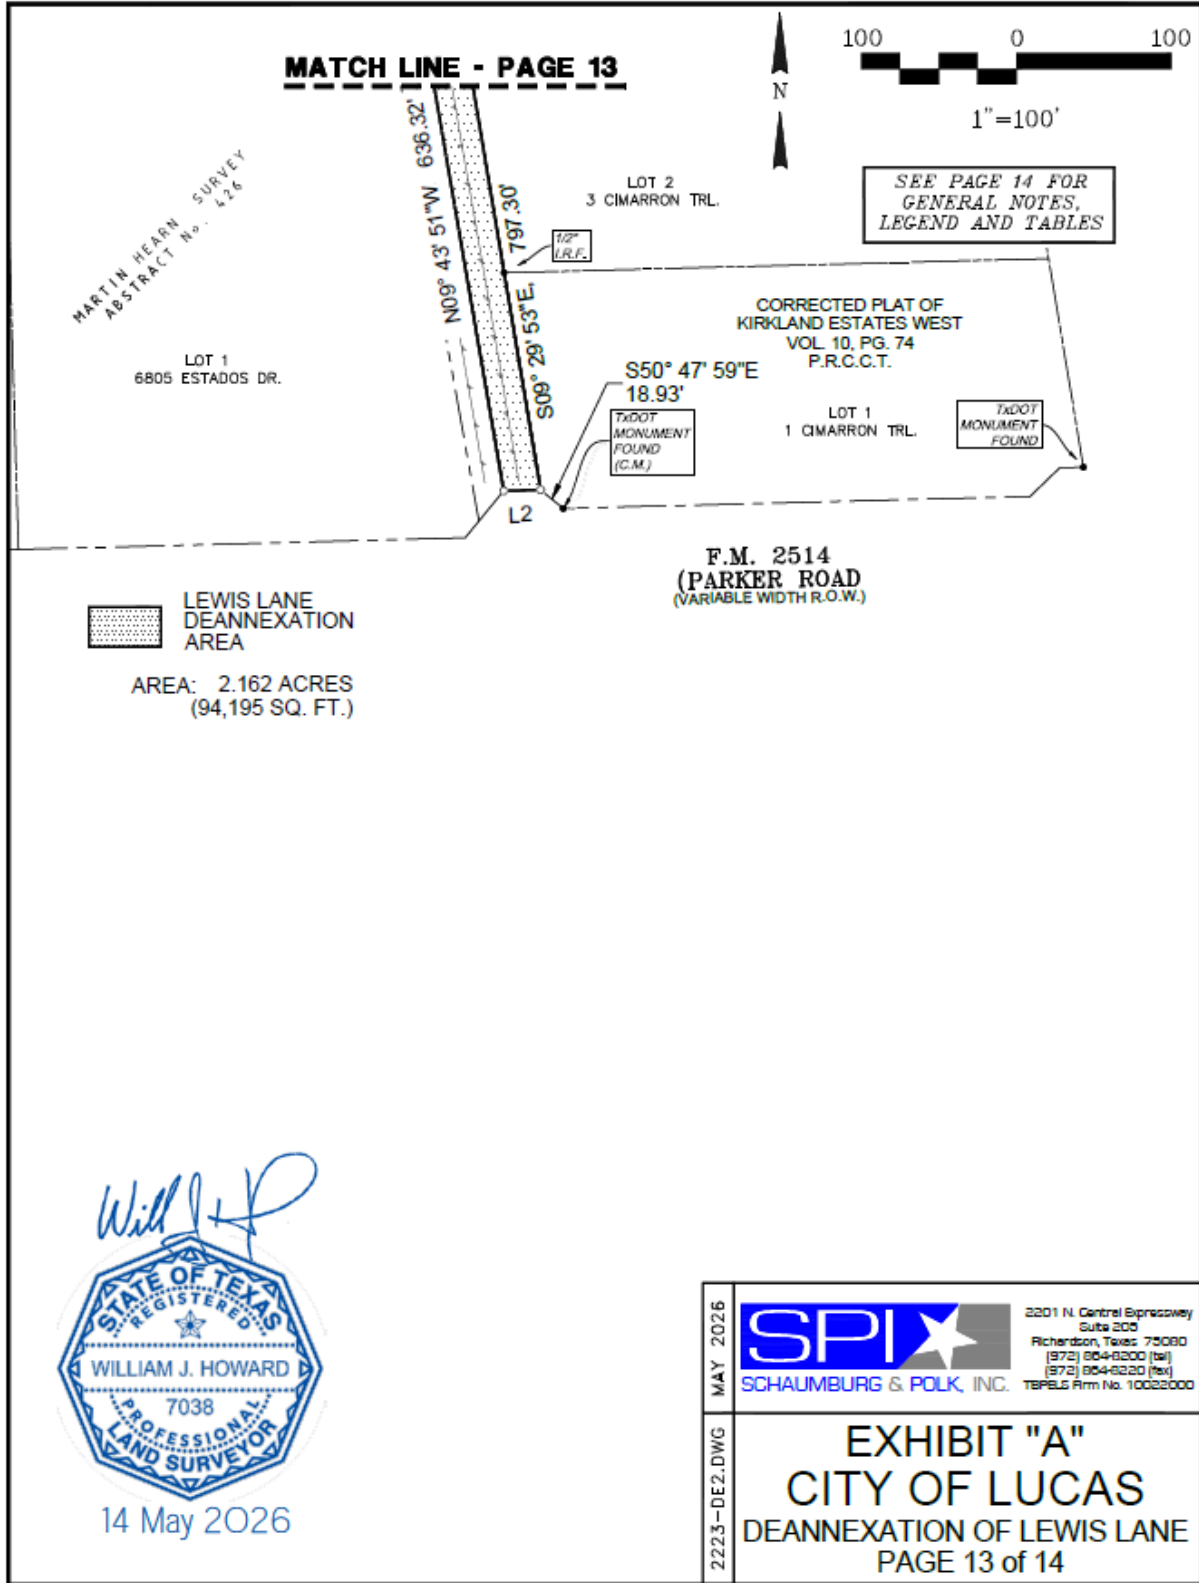 MATCH LINE - PAGE 13
100 0 100
N
1"=100'
SEE PAGE 14 FOR
GENERAL NOTES,
LEGEND AND TABLES
MARTIN HEARN SURVEY
ABSTRACT No. 426
N09° 43' 51"W 636.32'
797.30'
S09° 29' 53"E,
LOT 2
3 CIMARRON TRL.
1/2"
I.R.F.
CORRECTED PLAT OF
KIRKLAND ESTATES WEST
VOL. 10, PG. 74
P.R.C.C.T.
LOT 1
6805 ESTADOS DR.
S50° 47' 59"E
18.93'
TxDOT
MONUMENT
FOUND
(C.M.)
LOT 1
1 CIMARRON TRL.
TxDOT
MONUMENT
FOUND
L2
F.M. 2514
(PARKER ROAD
(VARIABLE WIDTH R.O.W.)
LEWIS LANE
DEANNEXATION
AREA
AREA: 2.162 ACRES
(94,195 SQ. FT.)
STATE OF TEXAS
REGISTERED
WILLIAM J. HOWARD
7038
PROFESSIONAL
LAND SURVEYOR
14 May 2026
MAY 2026
SPI
SCHAUMBURG & POLK, INC.
2201 N. Central Expressway
Suite 205
Richardson, Texas 75080
(972) 864-8200 (tel)
(972) 864-8220 (fax)
TBPELS Firm No. 10022000
2223-DE2.DWG
EXHIBIT "A"
CITY OF LUCAS
DEANNEXATION OF LEWIS LANE
PAGE 13 of 14